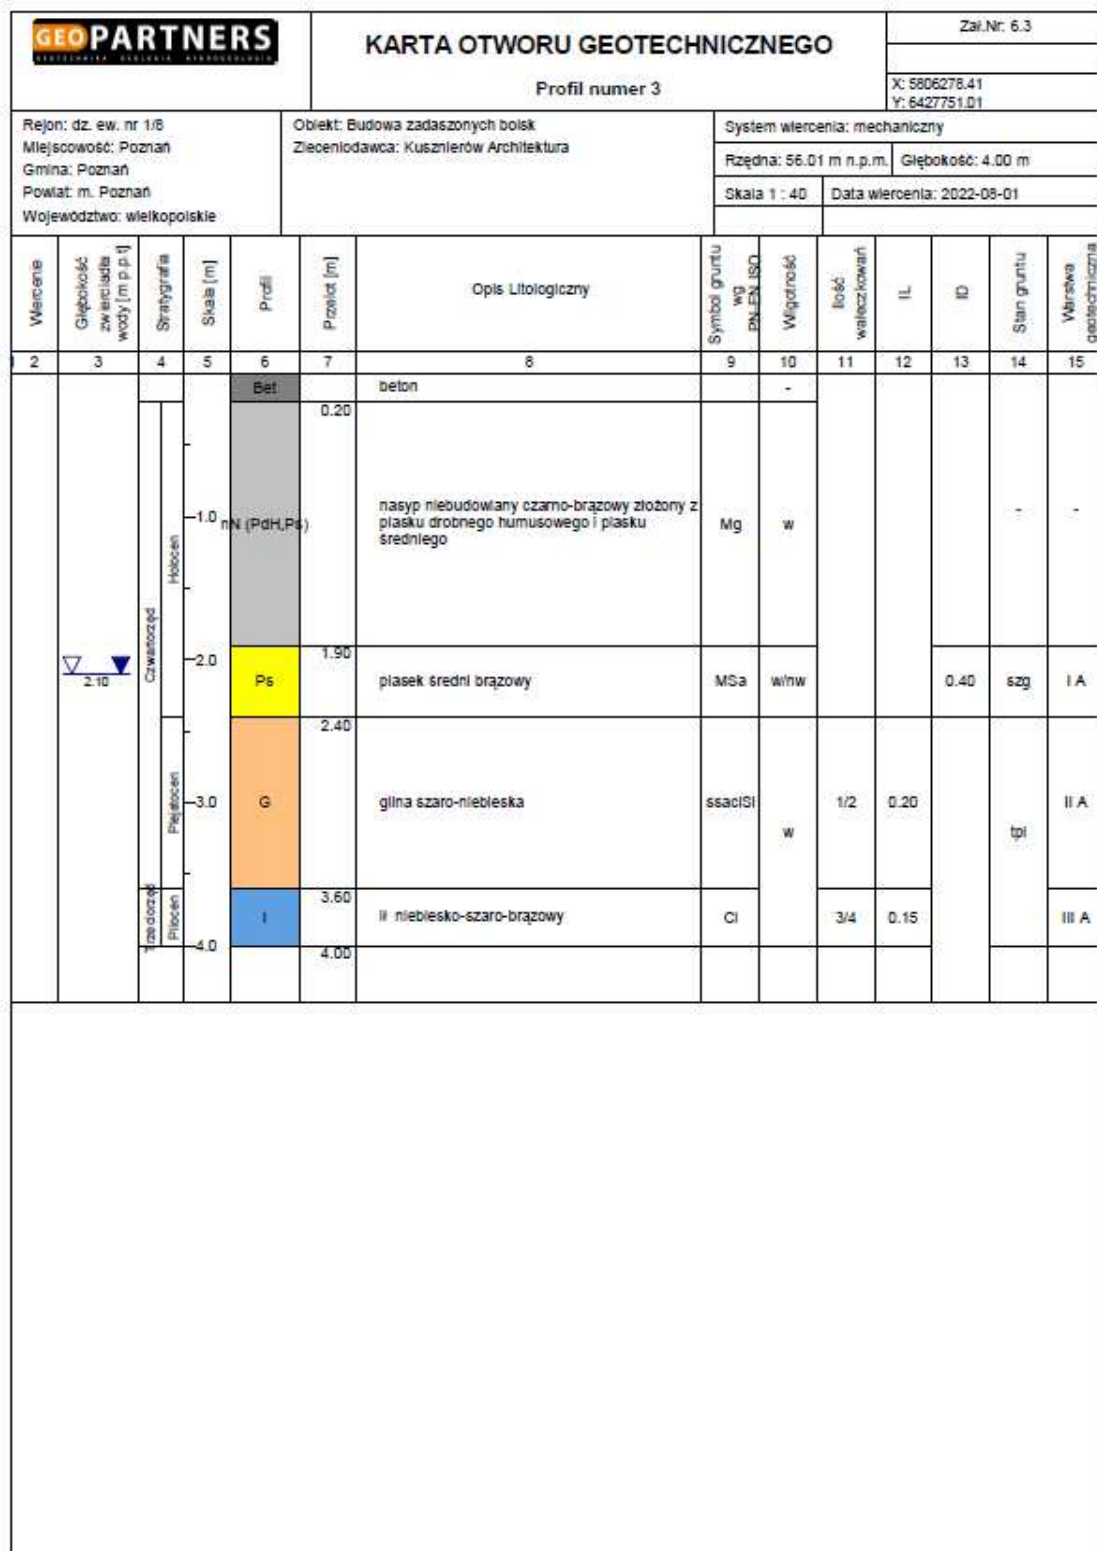 GEOPARTNERS
GEOTECHNIKA GEOLOGIA HYDROGEOLOGIA
KARTA OTWORU GEOTECHNICZNEGO
Profil numer 3
Zał.Nr: 6.3
X: 5806278.41
Y: 6427751.01
Rejon: dz. ew. nr 1/8
Miejscowość: Poznań
Gmina: Poznań
Powiat: m. Poznań
Województwo: wielkopolskie
Obiekt: Budowa zadaszonych boisk
Zleceniodawca: Kusznierów Architektura
System wiercenia: mechaniczny
Rzędna: 56.01 m n.p.m. Głębokość: 4.00 m
Skala 1 : 40 Data wiercenia: 2022-08-01
Wiercenie
Głębokość
zwierciadła
wody [m p.p.t]
Stratygrafia
Skala [m]
Profil
Przelot [m]
Opis Litologiczny
Symbol gruntu
wg
PN-EN ISO
Wilgotność
Ilość
wałeczkowań
IL
ID
Stan gruntu
Warstwa
geotechniczna
1 2 3 4 5 6 7 8 9 10 11 12 13 14 15
Bet beton -
0.20
Czwartorzęd
Holocen
-1.0 nN (PdH,Ps)
nasyp niebudowlany czarno-brązowy złożony z
piasku drobnego humusowego i piasku
średniego
Mg w - -
1.90
2.10
-2.0 Ps piasek średni brązowy MSa w/nw 0.40 szg I A
2.40
Plejstocen
-3.0 G glina szaro-niebieska ssaclSl w 1/2 0.20 tpl II A
3.60
Trzeciorzęd
Pliocen
I ił niebiesko-szaro-brązowy Cl 3/4 0.15 III A
-4.0
4.00